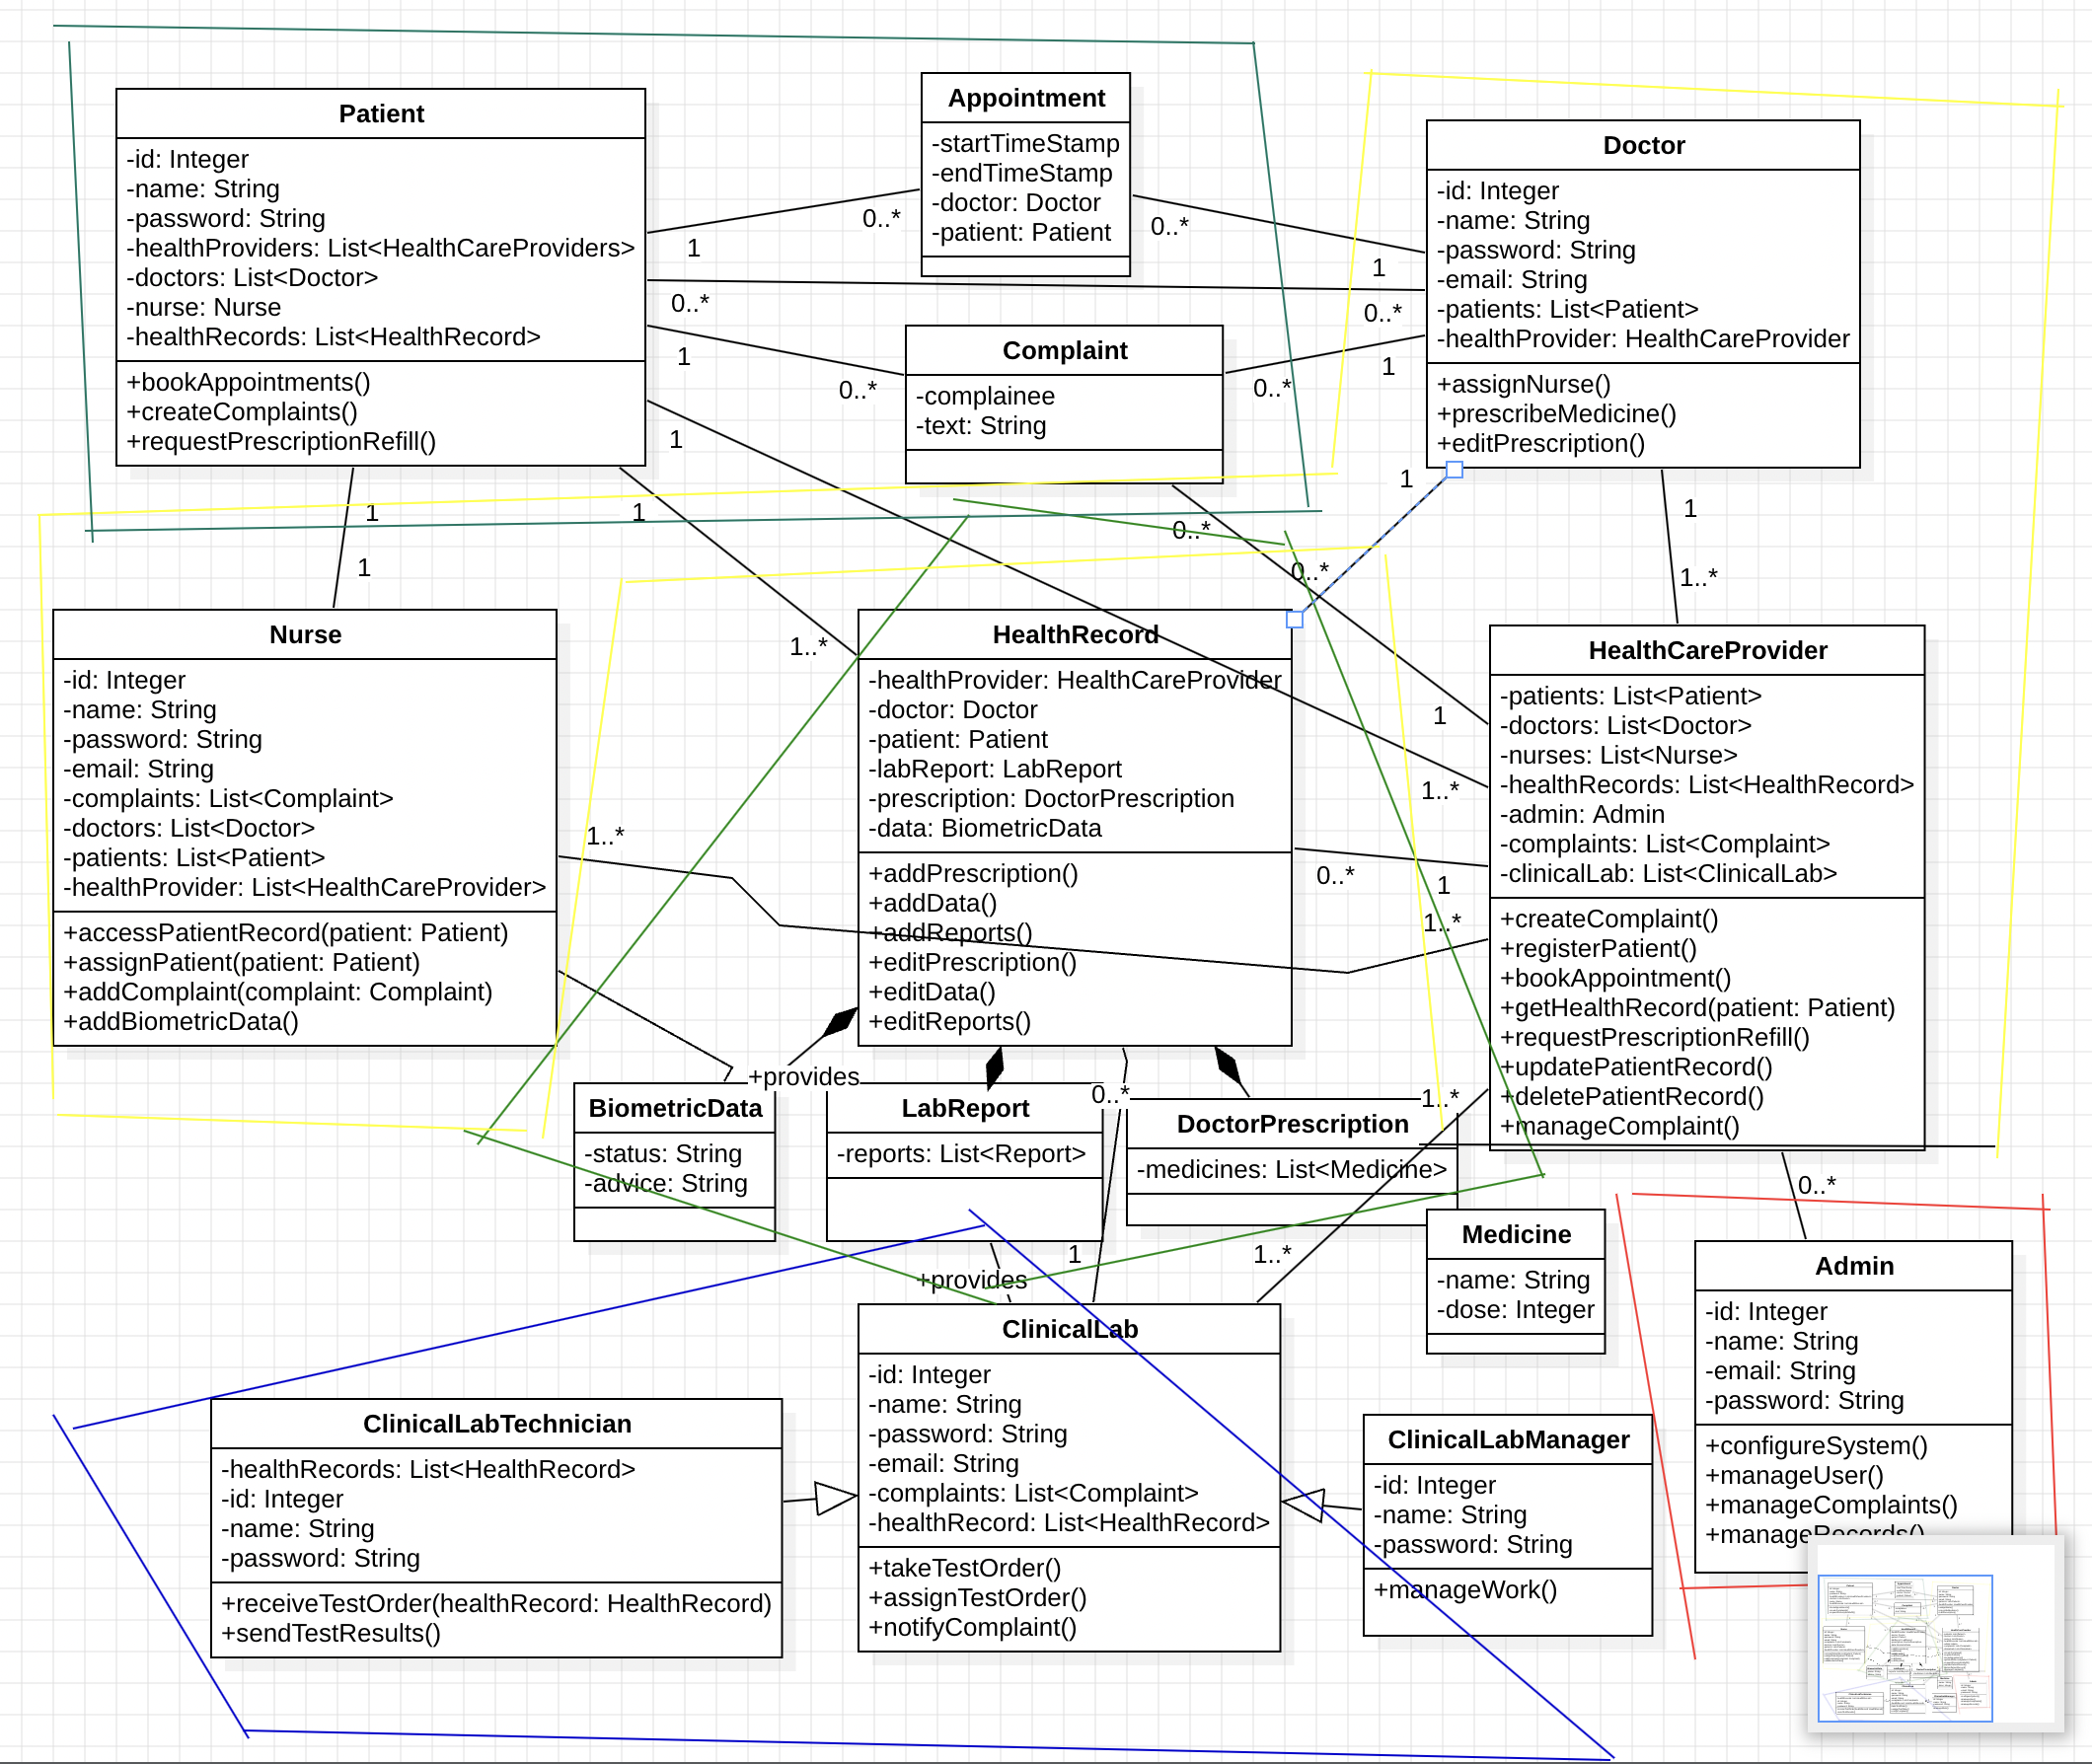 Patient
-id: Integer
-name: String
-password: String
-healthProviders: List<HealthCareProviders>
-doctors: List<Doctor>
-nurse: Nurse
-healthRecords: List<HealthRecord>
+bookAppointments()
+createComplaints()
+requestPrescriptionRefill()
Appointment
-startTimeStamp
-endTimeStamp
-doctor: Doctor
-patient: Patient
Doctor
-id: Integer
-name: String
-password: String
-email: String
-patients: List<Patient>
-healthProvider: HealthCareProvider
+assignNurse()
+prescribeMedicine()
+editPrescription()
1
0..*
0..*
1
0..*
0..*
1
0..*
0..*
1
1
Complaint
-complainee
-text: String
1
1
1
1
0..*
0..*
1
1
1..*
1..*
Nurse
-id: Integer
-name: String
-password: String
-email: String
-complaints: List<Complaint>
-doctors: List<Doctor>
-patients: List<Patient>
-healthProvider: List<HealthCareProvider>
+accessPatientRecord(patient: Patient)
+assignPatient(patient: Patient)
+addComplaint(complaint: Complaint)
+addBiometricData()
HealthRecord
-healthProvider: HealthCareProvider
-doctor: Doctor
-patient: Patient
-labReport: LabReport
-prescription: DoctorPrescription
-data: BiometricData
+addPrescription()
+addData()
+addReports()
+editPrescription()
+editData()
+editReports()
HealthCareProvider
-patients: List<Patient>
-doctors: List<Doctor>
-nurses: List<Nurse>
-healthRecords: List<HealthRecord>
-admin: Admin
-complaints: List<Complaint>
-clinicalLab: List<ClinicalLab>
+createComplaint()
+registerPatient()
+bookAppointment()
+getHealthRecord(patient: Patient)
+requestPrescriptionRefill()
+updatePatientRecord()
+deletePatientRecord()
+manageComplaint()
1
1..*
1..*
0..*
1
1..*
+provides
0..*
1..*
BiometricData
-status: String
-advice: String
LabReport
-reports: List<Report>
DoctorPrescription
-medicines: List<Medicine>
0..*
1
1..*
+provides
Medicine
-name: String
-dose: Integer
Admin
-id: Integer
-name: String
-email: String
-password: String
+configureSystem()
+manageUser()
+manageComplaints()
+manageRecords()
ClinicalLab
-id: Integer
-name: String
-password: String
-email: String
-complaints: List<Complaint>
-healthRecord: List<HealthRecord>
+takeTestOrder()
+assignTestOrder()
+notifyComplaint()
ClinicalLabTechnician
-healthRecords: List<HealthRecord>
-id: Integer
-name: String
-password: String
+receiveTestOrder(healthRecord: HealthRecord)
+sendTestResults()
ClinicalLabManager
-id: Integer
-name: String
-password: String
+manageWork()